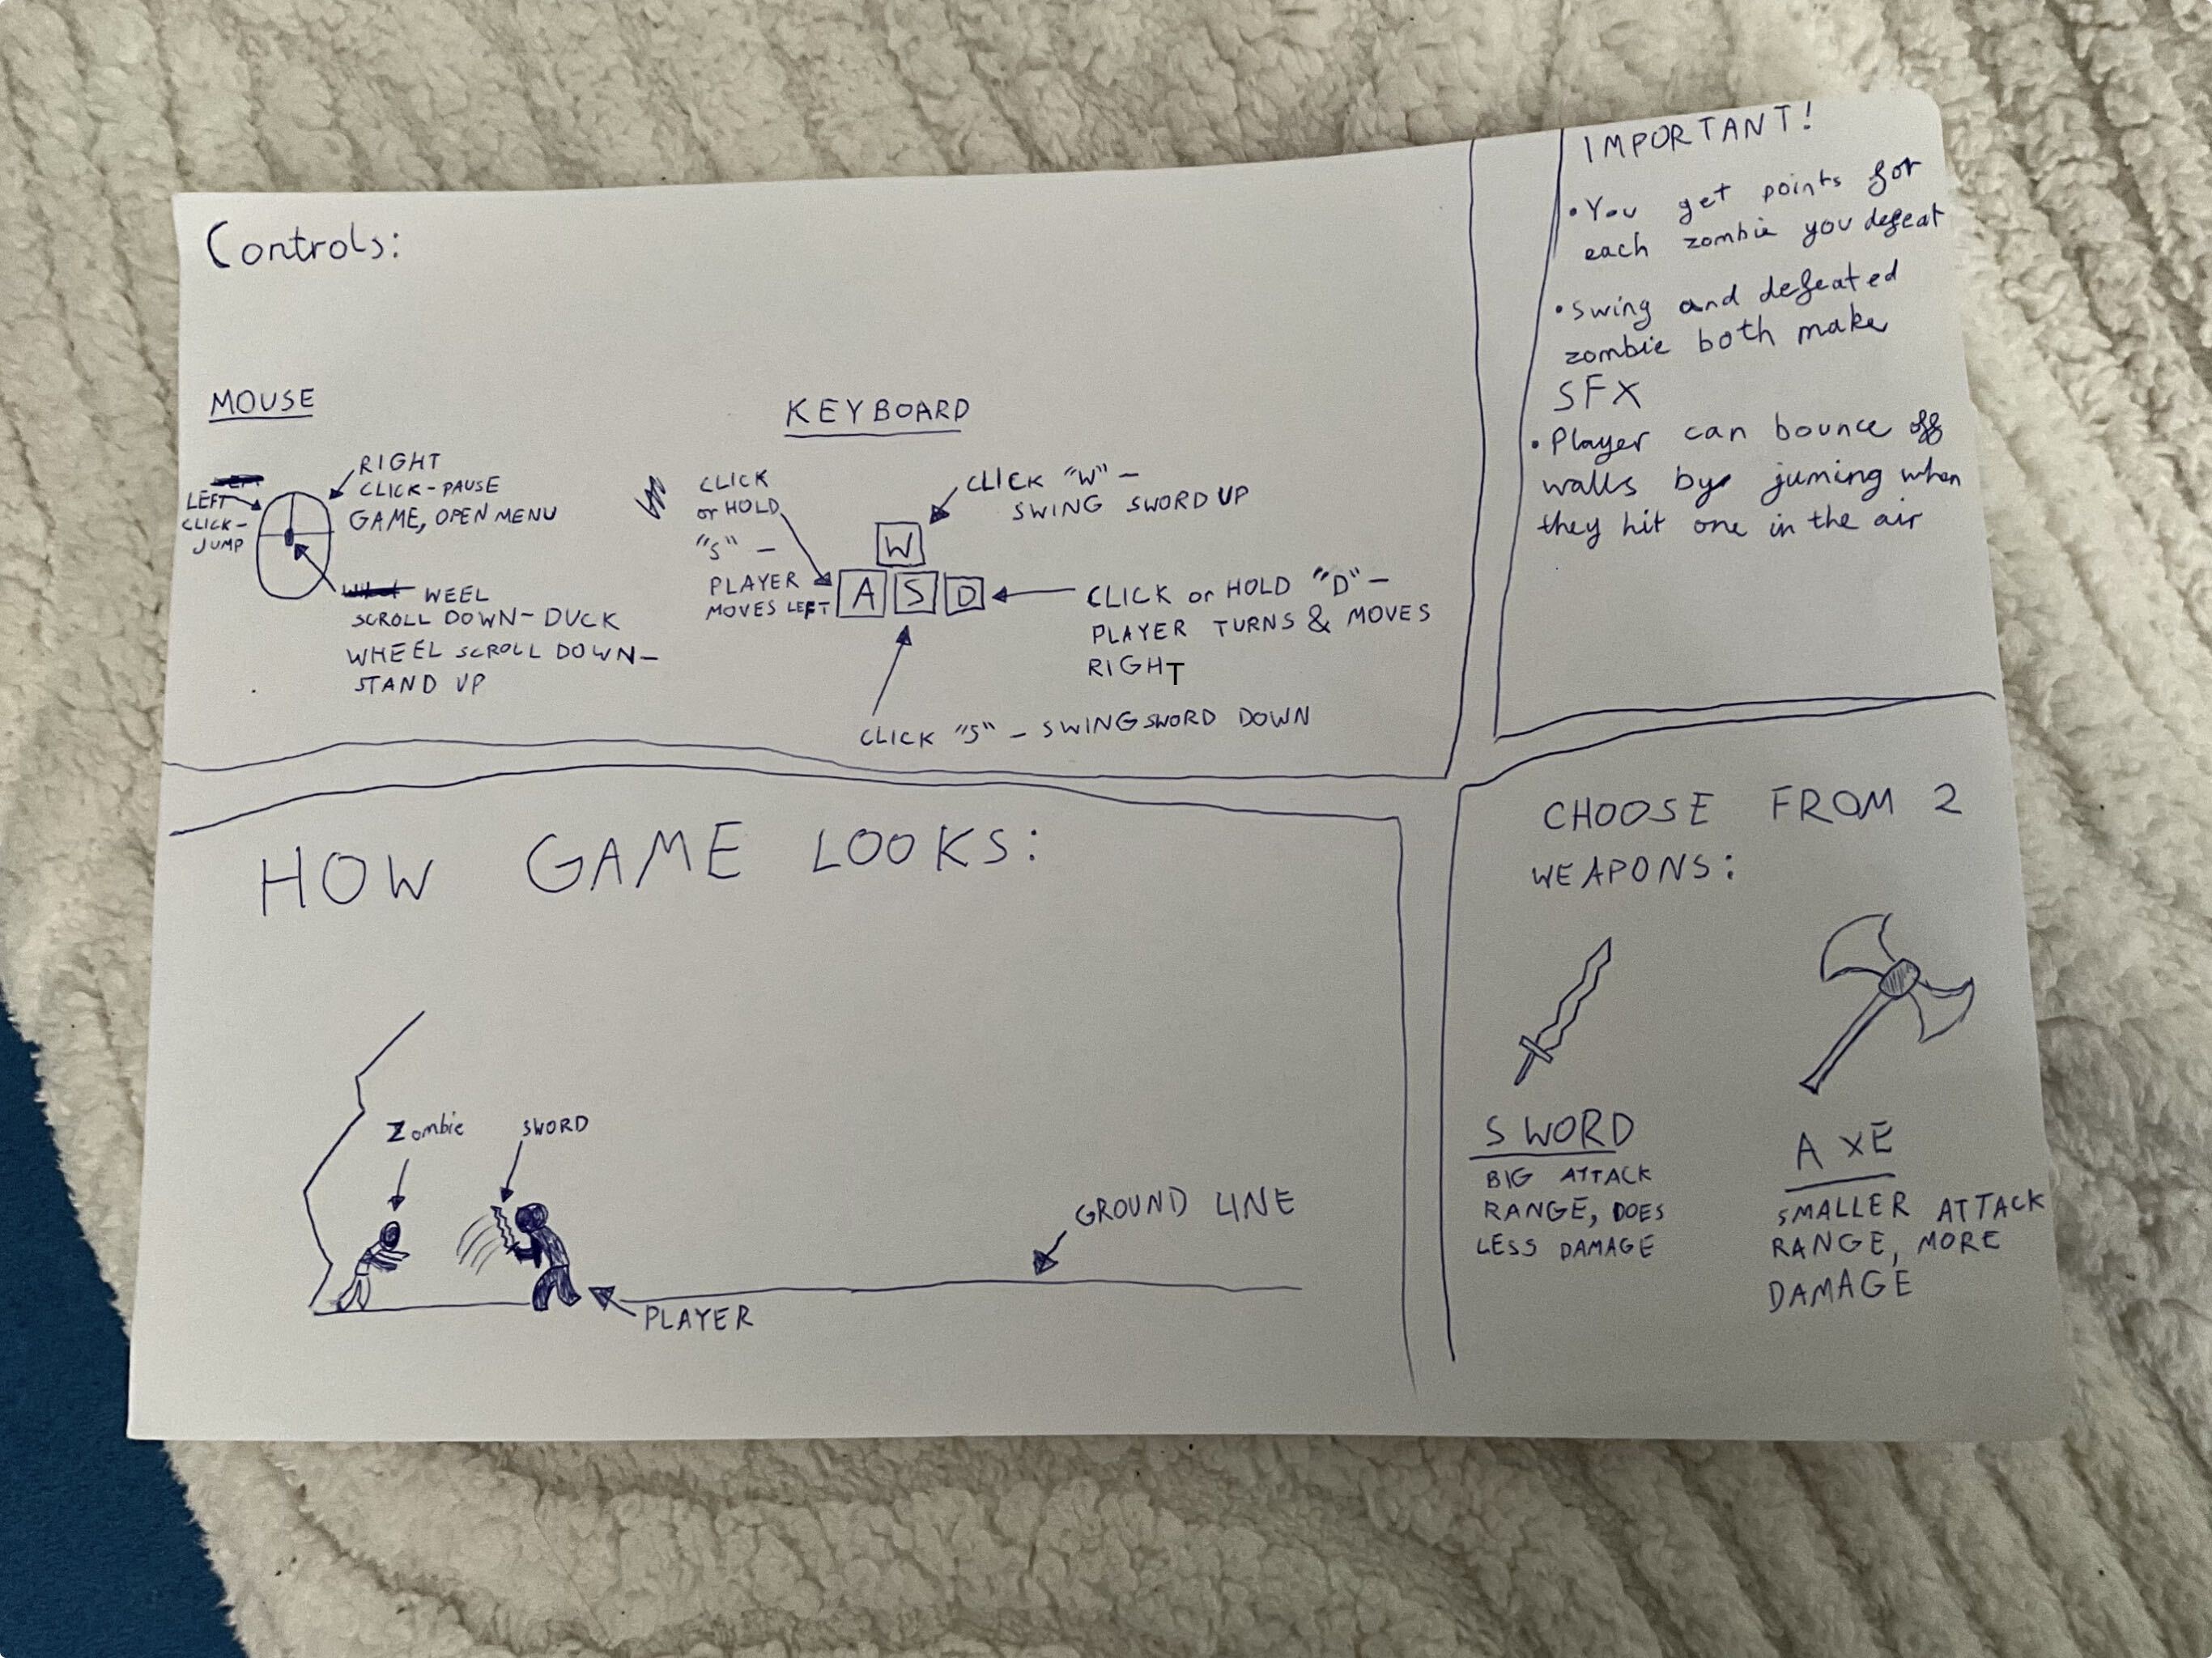 Controls:
MOUSE
LEFT
CLICK-
JUMP
RIGHT
CLICK-PAUSE
GAME, OPEN MENU
WEEL
SCROLL DOWN-DUCK
WHEEL SCROLL DOWN-
STAND UP
KEYBOARD
CLICK
or HOLD
"S" -
PLAYER
MOVES LEFT
CLICK "W" -
SWING SWORD UP
W
A S D
CLICK or HOLD "D" -
PLAYER TURNS & MOVES
RIGHT
CLICK "S" - SWING SWORD DOWN
IMPORTANT!
• You get points for
each zombie you defeat
• Swing and defeated
zombie both make
SFX
• Player can bounce off
walls by juming when
they hit one in the air
HOW GAME LOOKS:
Zombie
SWORD
GROUND LINE
PLAYER
CHOOSE FROM 2
WEAPONS:
SWORD
BIG ATTACK
RANGE, DOES
LESS DAMAGE
AXE
SMALLER ATTACK
RANGE, MORE
DAMAGE